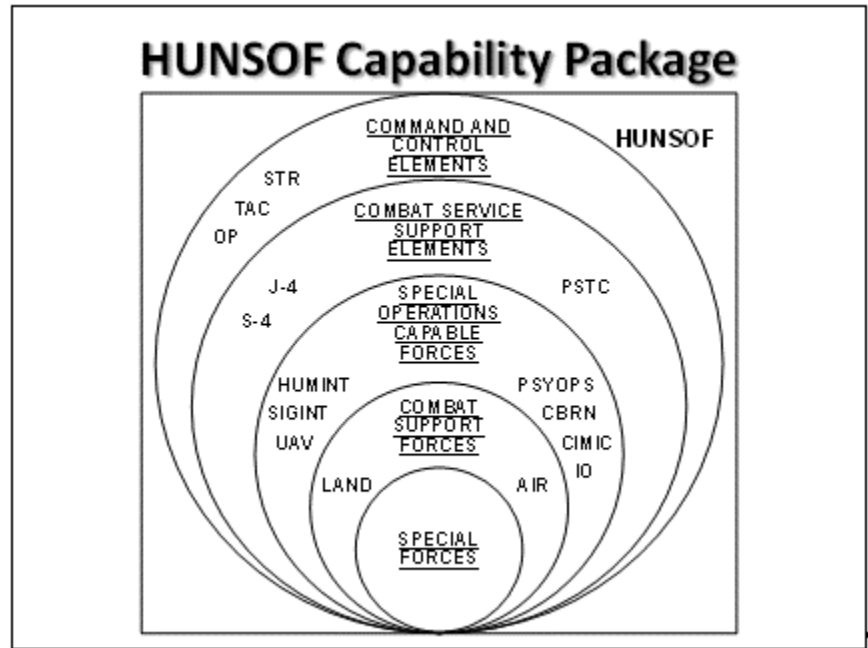 HUNSOF Capability Package
COMMAND AND
CONTROL
ELEMENTS
HUNSOF
STR
TAC
OP
COMBAT SERVICE
SUPPORT
ELEMENTS
J-4
S-4
PSTC
SPECIAL
OPERATIONS
CAPABLE
FORCES
HUMINT
SIGINT
UAV
PSYOPS
CBRN
CIMIC
IO
COMBAT
SUPPORT
FORCES
LAND
AIR
SPECIAL
FORCES